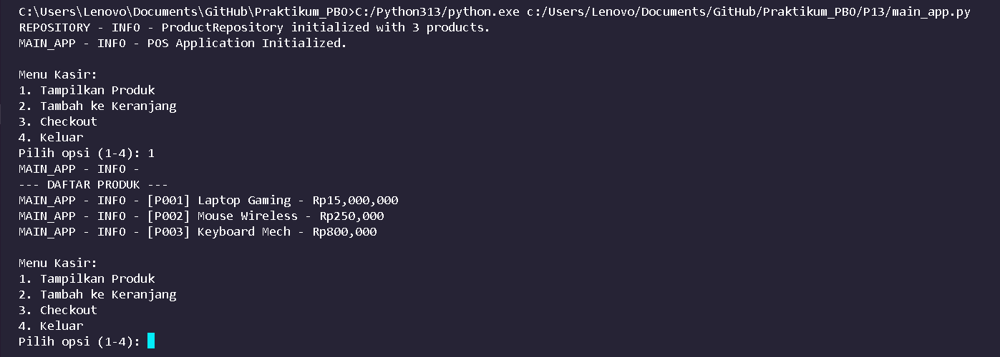 C:\Users\Lenovo\Documents\GitHub\Praktikum_PBO>C:/Python313/python.exe c:/Users/Lenovo/Documents/GitHub/Praktikum_PBO/P13/main_app.py
REPOSITORY - INFO - ProductRepository initialized with 3 products.
MAIN_APP - INFO - POS Application Initialized.
Menu Kasir:
1. Tampilkan Produk
2. Tambah ke Keranjang
3. Checkout
4. Keluar
Pilih opsi (1-4): 1
MAIN_APP - INFO -
--- DAFTAR PRODUK ---
MAIN_APP - INFO - [P001] Laptop Gaming - Rp15,000,000
MAIN_APP - INFO - [P002] Mouse Wireless - Rp250,000
MAIN_APP - INFO - [P003] Keyboard Mech - Rp800,000
Menu Kasir:
1. Tampilkan Produk
2. Tambah ke Keranjang
3. Checkout
4. Keluar
Pilih opsi (1-4):